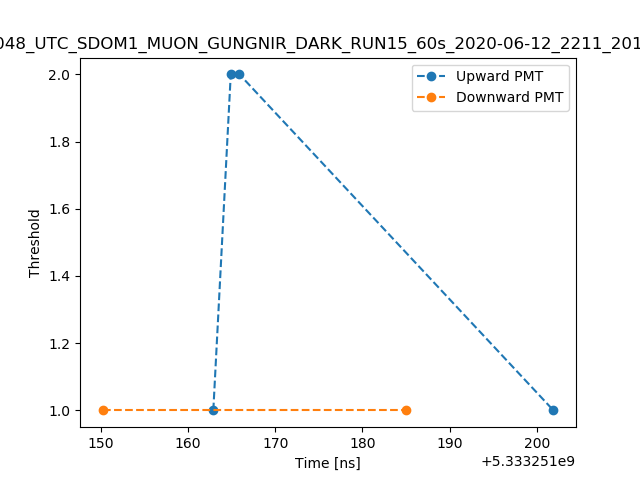 048_UTC_SDOM1_MUON_GUNGNIR_DARK_RUN15_60s_2020-06-12_2211_201
Upward PMT
Downward PMT
2.0
1.8
1.6
1.4
1.2
1.0
Threshold
150 160 170 180 190 200
Time [ns]
+5.333251e9